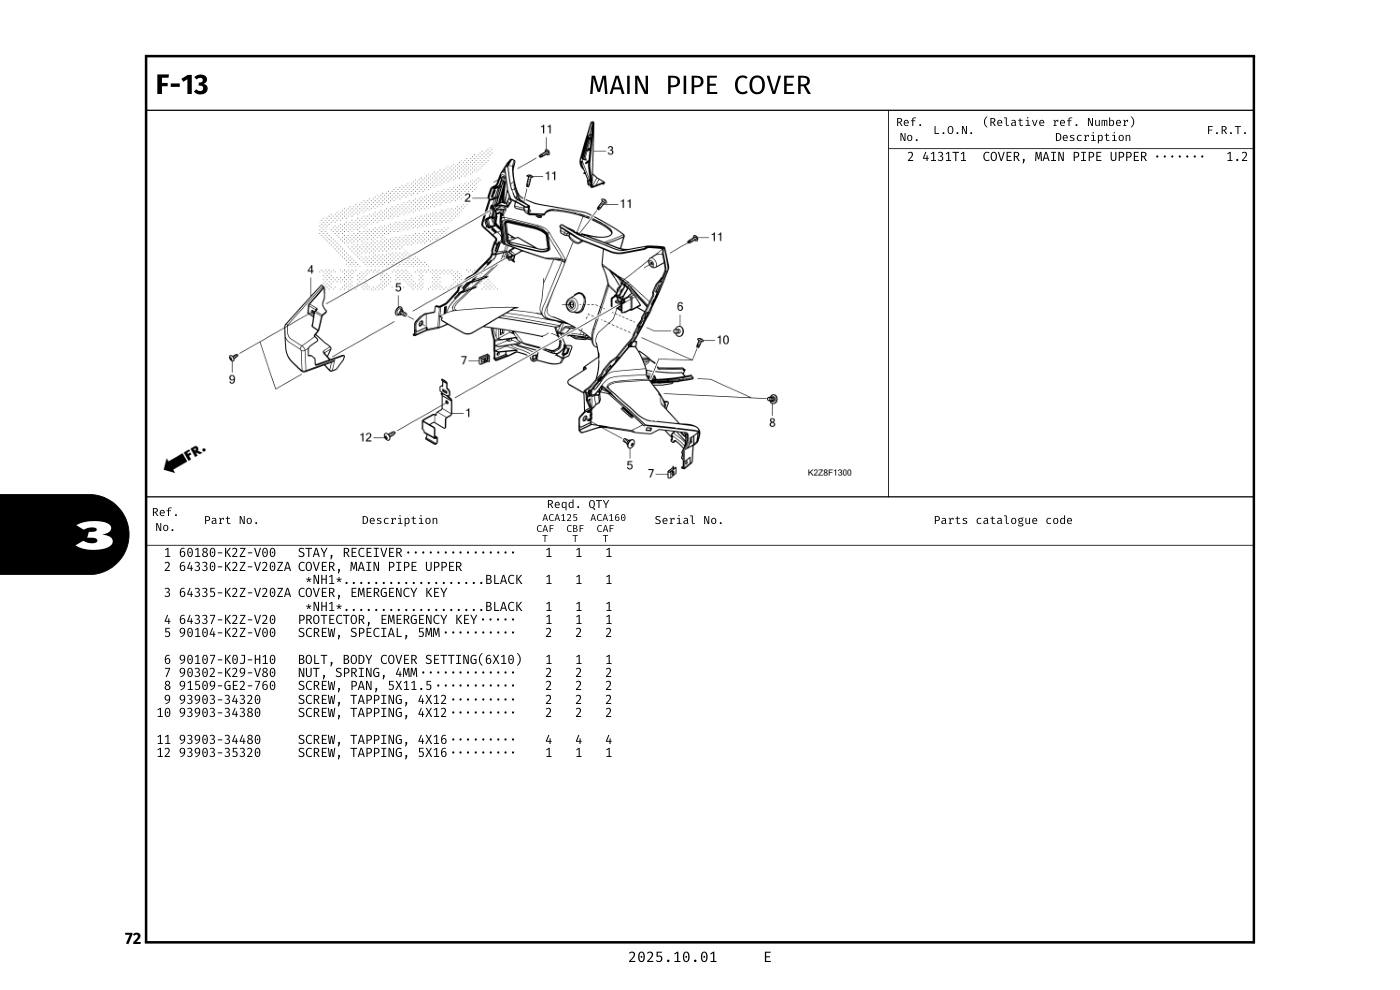 F-13
MAIN PIPE COVER
Ref. No. L.O.N. (Relative ref. Number) Description F.R.T.
2 4131T1 COVER, MAIN PIPE UPPER ······· 1.2
11
3
11
2
11
11
4
5
6
10
7
9
1
8
12
5
7
HONDA
FR.
K2Z8F1300
3
Ref. No. Part No. Description Reqd. QTY Serial No. Parts catalogue code
ACA125 ACA160
CAF CBF CAF
T T T
1 60180-K2Z-V00 STAY, RECEIVER··············· 1 1 1
2 64330-K2Z-V20ZA COVER, MAIN PIPE UPPER
*NH1*...................BLACK 1 1 1
3 64335-K2Z-V20ZA COVER, EMERGENCY KEY
*NH1*...................BLACK 1 1 1
4 64337-K2Z-V20 PROTECTOR, EMERGENCY KEY····· 1 1 1
5 90104-K2Z-V00 SCREW, SPECIAL, 5MM·········· 2 2 2
6 90107-K0J-H10 BOLT, BODY COVER SETTING(6X10) 1 1 1
7 90302-K29-V80 NUT, SPRING, 4MM············· 2 2 2
8 91509-GE2-760 SCREW, PAN, 5X11.5··········· 2 2 2
9 93903-34320 SCREW, TAPPING, 4X12········· 2 2 2
10 93903-34380 SCREW, TAPPING, 4X12········· 2 2 2
11 93903-34480 SCREW, TAPPING, 4X16········· 4 4 4
12 93903-35320 SCREW, TAPPING, 5X16········· 1 1 1
72
2025.10.01 E